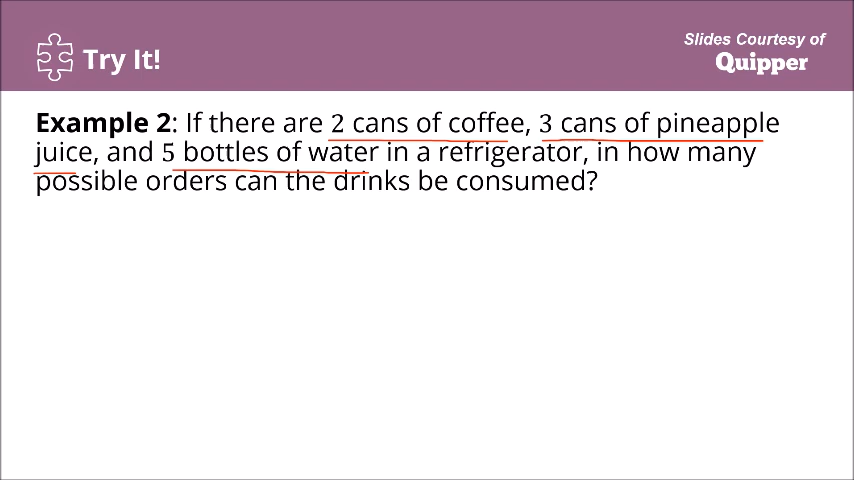 Try It!
Slides Courtesy of
Quipper
Example 2: If there are 2 cans of coffee, 3 cans of pineapple
juice, and 5 bottles of water in a refrigerator, in how many
possible orders can the drinks be consumed?